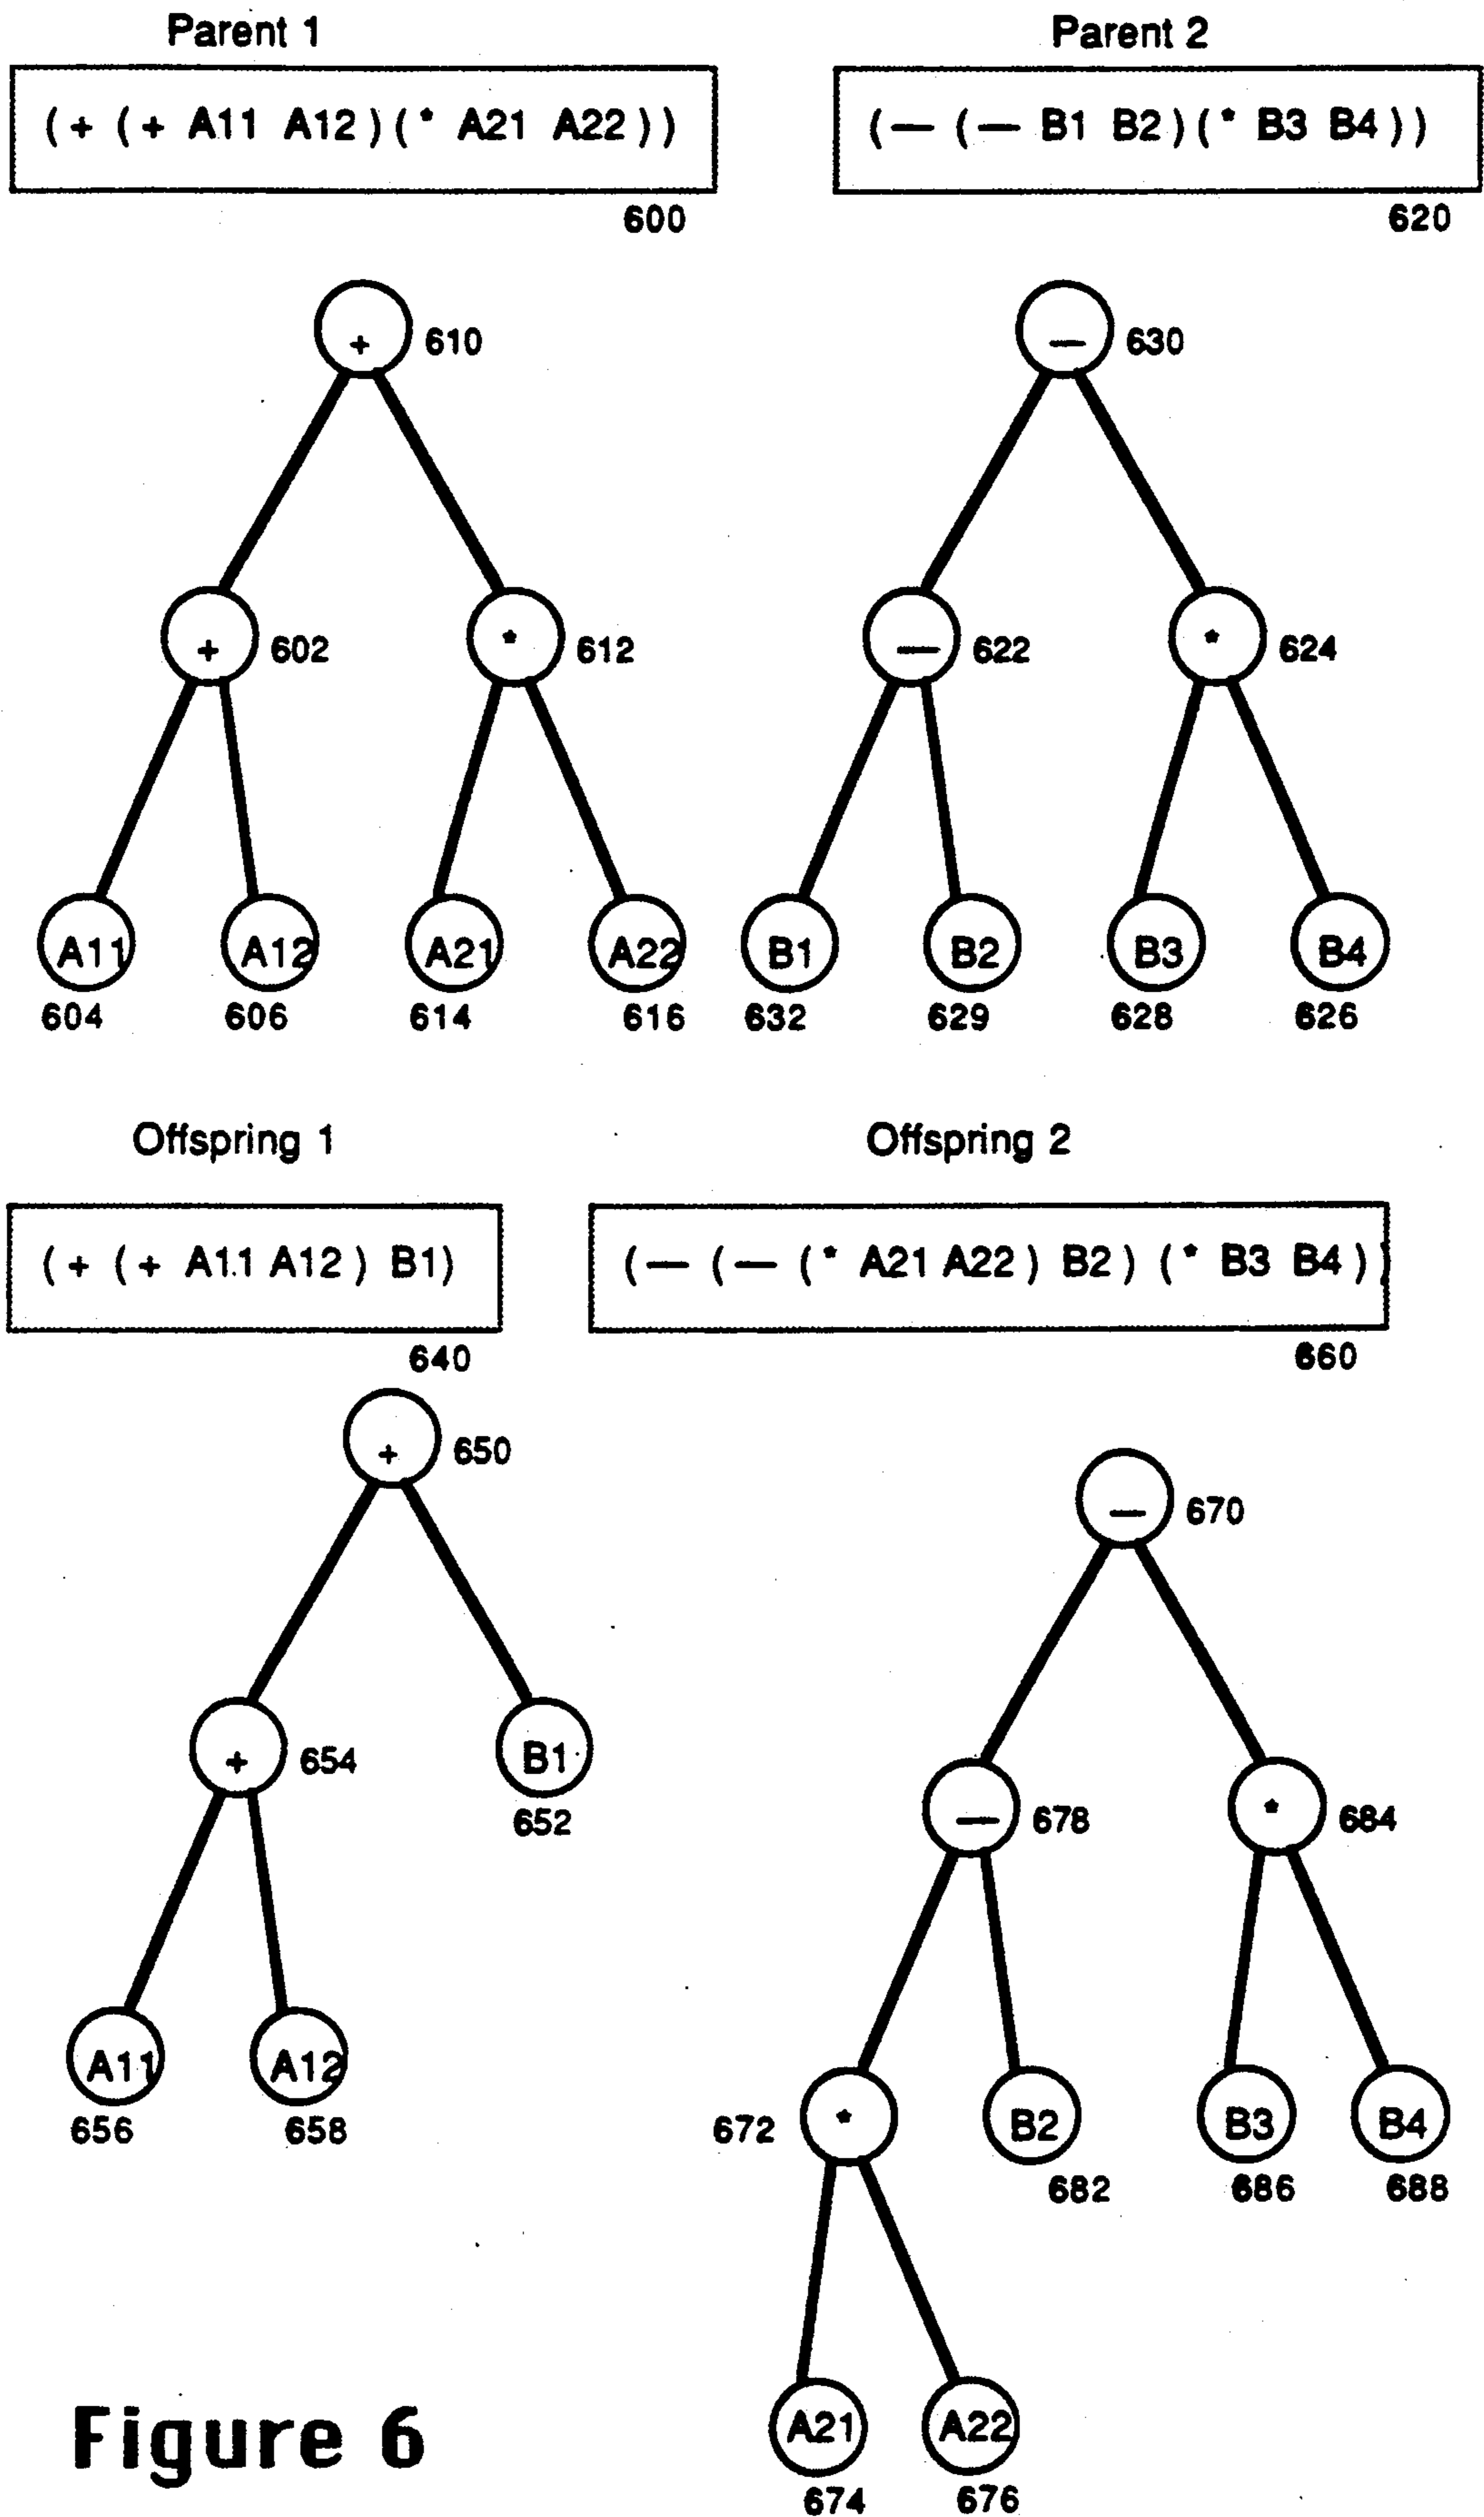 Parent 1 Parent 2
( + ( + A11 A12 ) ( * A21 A22 ) ) ( — ( — B1 B2 ) ( * B3 B4 ) )
600 620
+ 610 — 630
+ 602 * 612 — 622 * 624
A11 A12 A21 A22 B1 B2 B3 B4
604 606 614 616 632 629 628 626
Offspring 1 Offspring 2
( + ( + A11 A12 ) B1 ) ( — ( — ( * A21 A22 ) B2 ) ( * B3 B4 ) )
640 660
+ 650
— 670
+ 654 B1
652
— 678 * 684
A11 A12
656 658
672 * B2 B3 B4
682 686 688
A21 A22
674 676
Figure 6